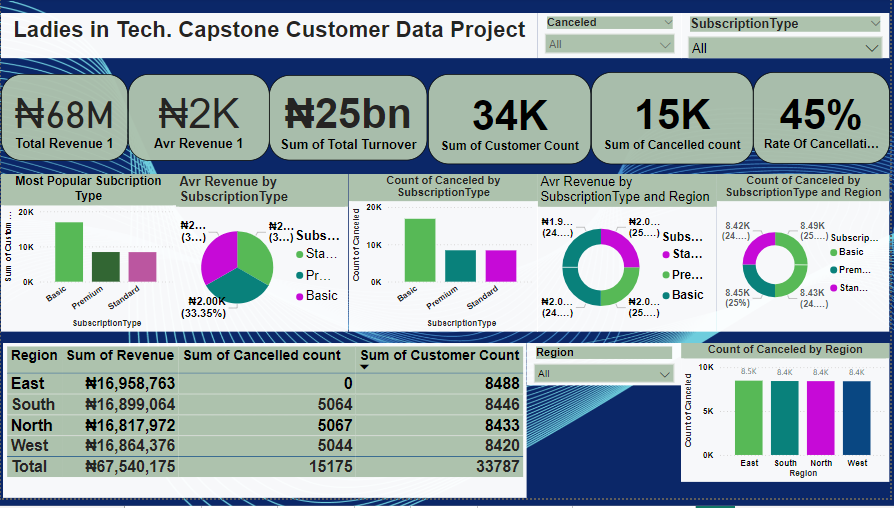 Ladies in Tech. Capstone Customer Data Project
Canceled
All
SubscriptionType
All
₦68M
Total Revenue 1
₦2K
Avr Revenue 1
₦25bn
Sum of Total Turnover
34K
Sum of Customer Count
15K
Sum of Cancelled count
45%
Rate Of Cancellati...
Most Popular Subcription
Type
20K
10K
0K
Basic
Premium
Standard
SubscriptionType
Avr Revenue by
SubscriptionType
₦2...
(3...)
₦2...
(3...)
₦2.00K
(33.35%)
Subs...
Sta...
Pr...
Basic
Count of Canceled by
SubscriptionType
Count of Canceled
20K
10K
0K
Basic
Premium
Standard
SubscriptionType
Avr Revenue by
SubscriptionType and Region
₦1.9...
(24....)
₦2.0...
(25....)
₦2.0...
(24....)
₦2.0...
(25....)
Subs...
Sta...
Pre...
Basic
Count of Canceled by
SubscriptionType and Region
8.42K
(24....)
8.49K
(25....)
8.45K
(25%)
8.43K
(24....)
Subscrip...
Basic
Prem...
Stan...
Region Sum of Revenue Sum of Cancelled count Sum of Customer Count
East ₦16,958,763 0 8488
South ₦16,899,064 5064 8446
North ₦16,817,972 5067 8433
West ₦16,864,376 5044 8420
Total ₦67,540,175 15175 33787
Region
All
Count of Canceled by Region
Count of Canceled
10K
5K
0K
8.5K 8.4K 8.4K 8.4K
East South North West
Region